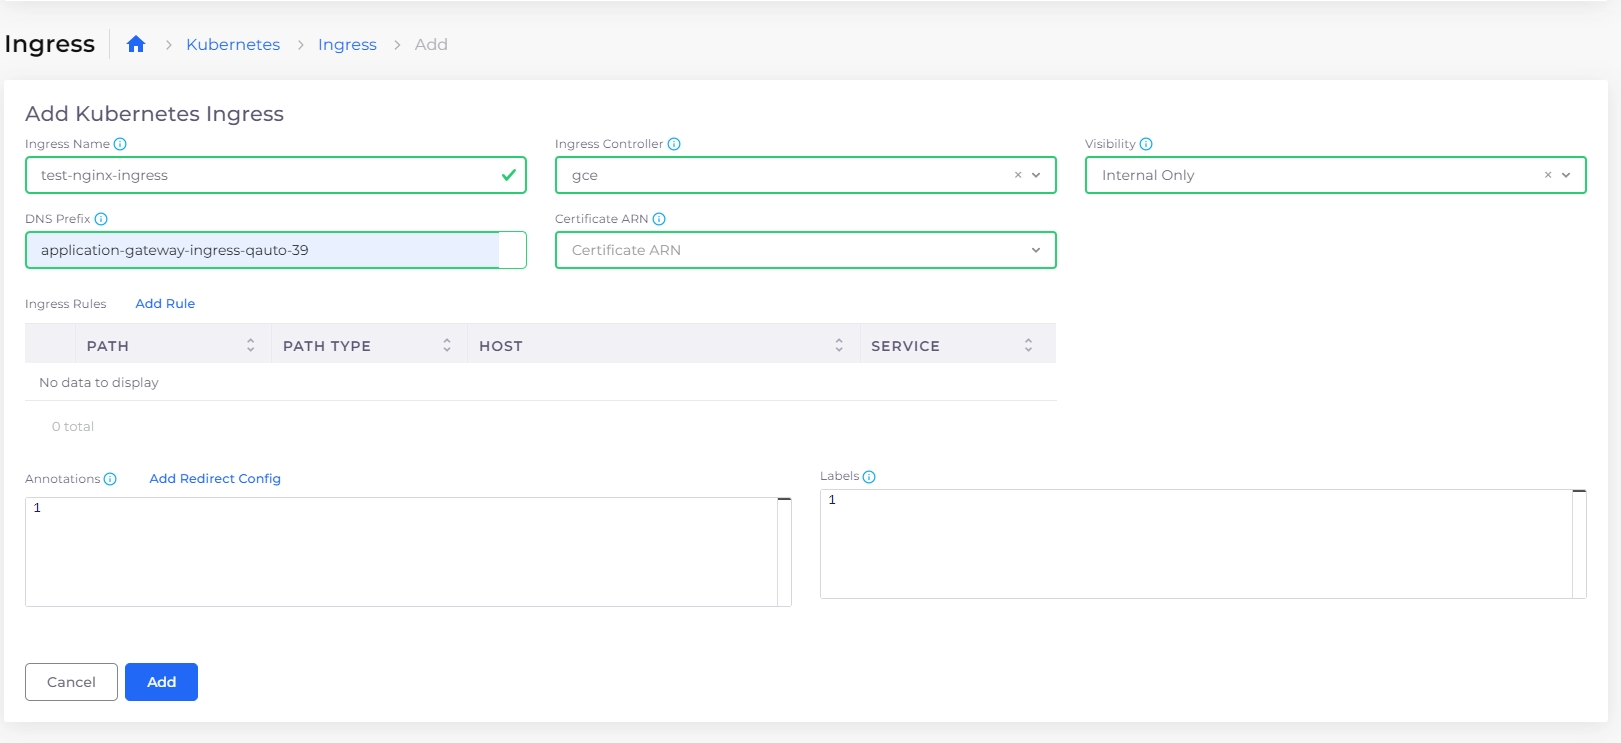 Ingress
Kubernetes
Ingress
Add
Add Kubernetes Ingress
Ingress Name
Ingress Controller
Visibility
test-nginx-ingress
gce
Internal Only
DNS Prefix
Certificate ARN
application-gateway-ingress-qauto-39
Certificate ARN
Ingress Rules
Add Rule
PATH
PATH TYPE
HOST
SERVICE
No data to display
0 total
Annotations
Add Redirect Config
Labels
1
1
Cancel
Add